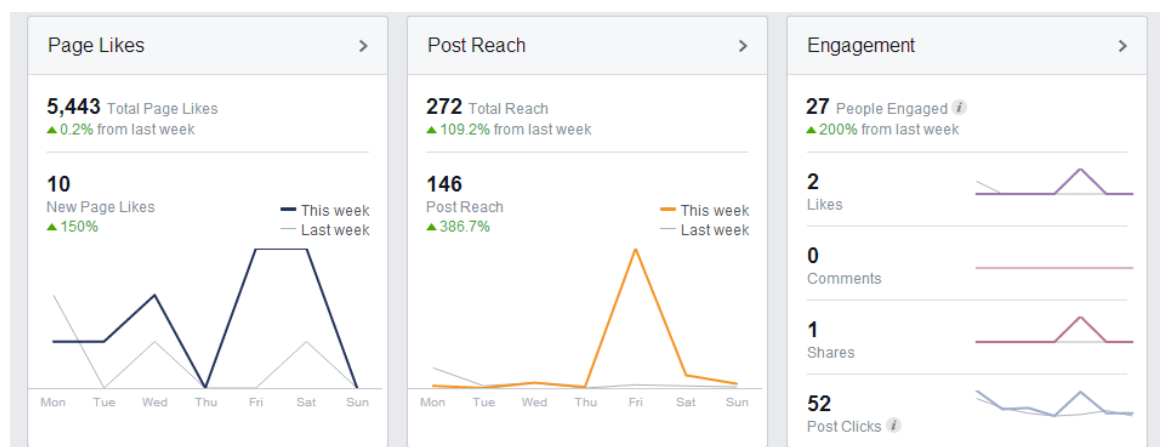 Page Likes
5,443 Total Page Likes
0.2% from last week
10
New Page Likes
150%
This week
Last week
Mon Tue Wed Thu Fri Sat Sun
Post Reach
272 Total Reach
109.2% from last week
146
Post Reach
386.7%
This week
Last week
Mon Tue Wed Thu Fri Sat Sun
Engagement
27 People Engaged i
200% from last week
2
Likes
0
Comments
1
Shares
52
Post Clicks i